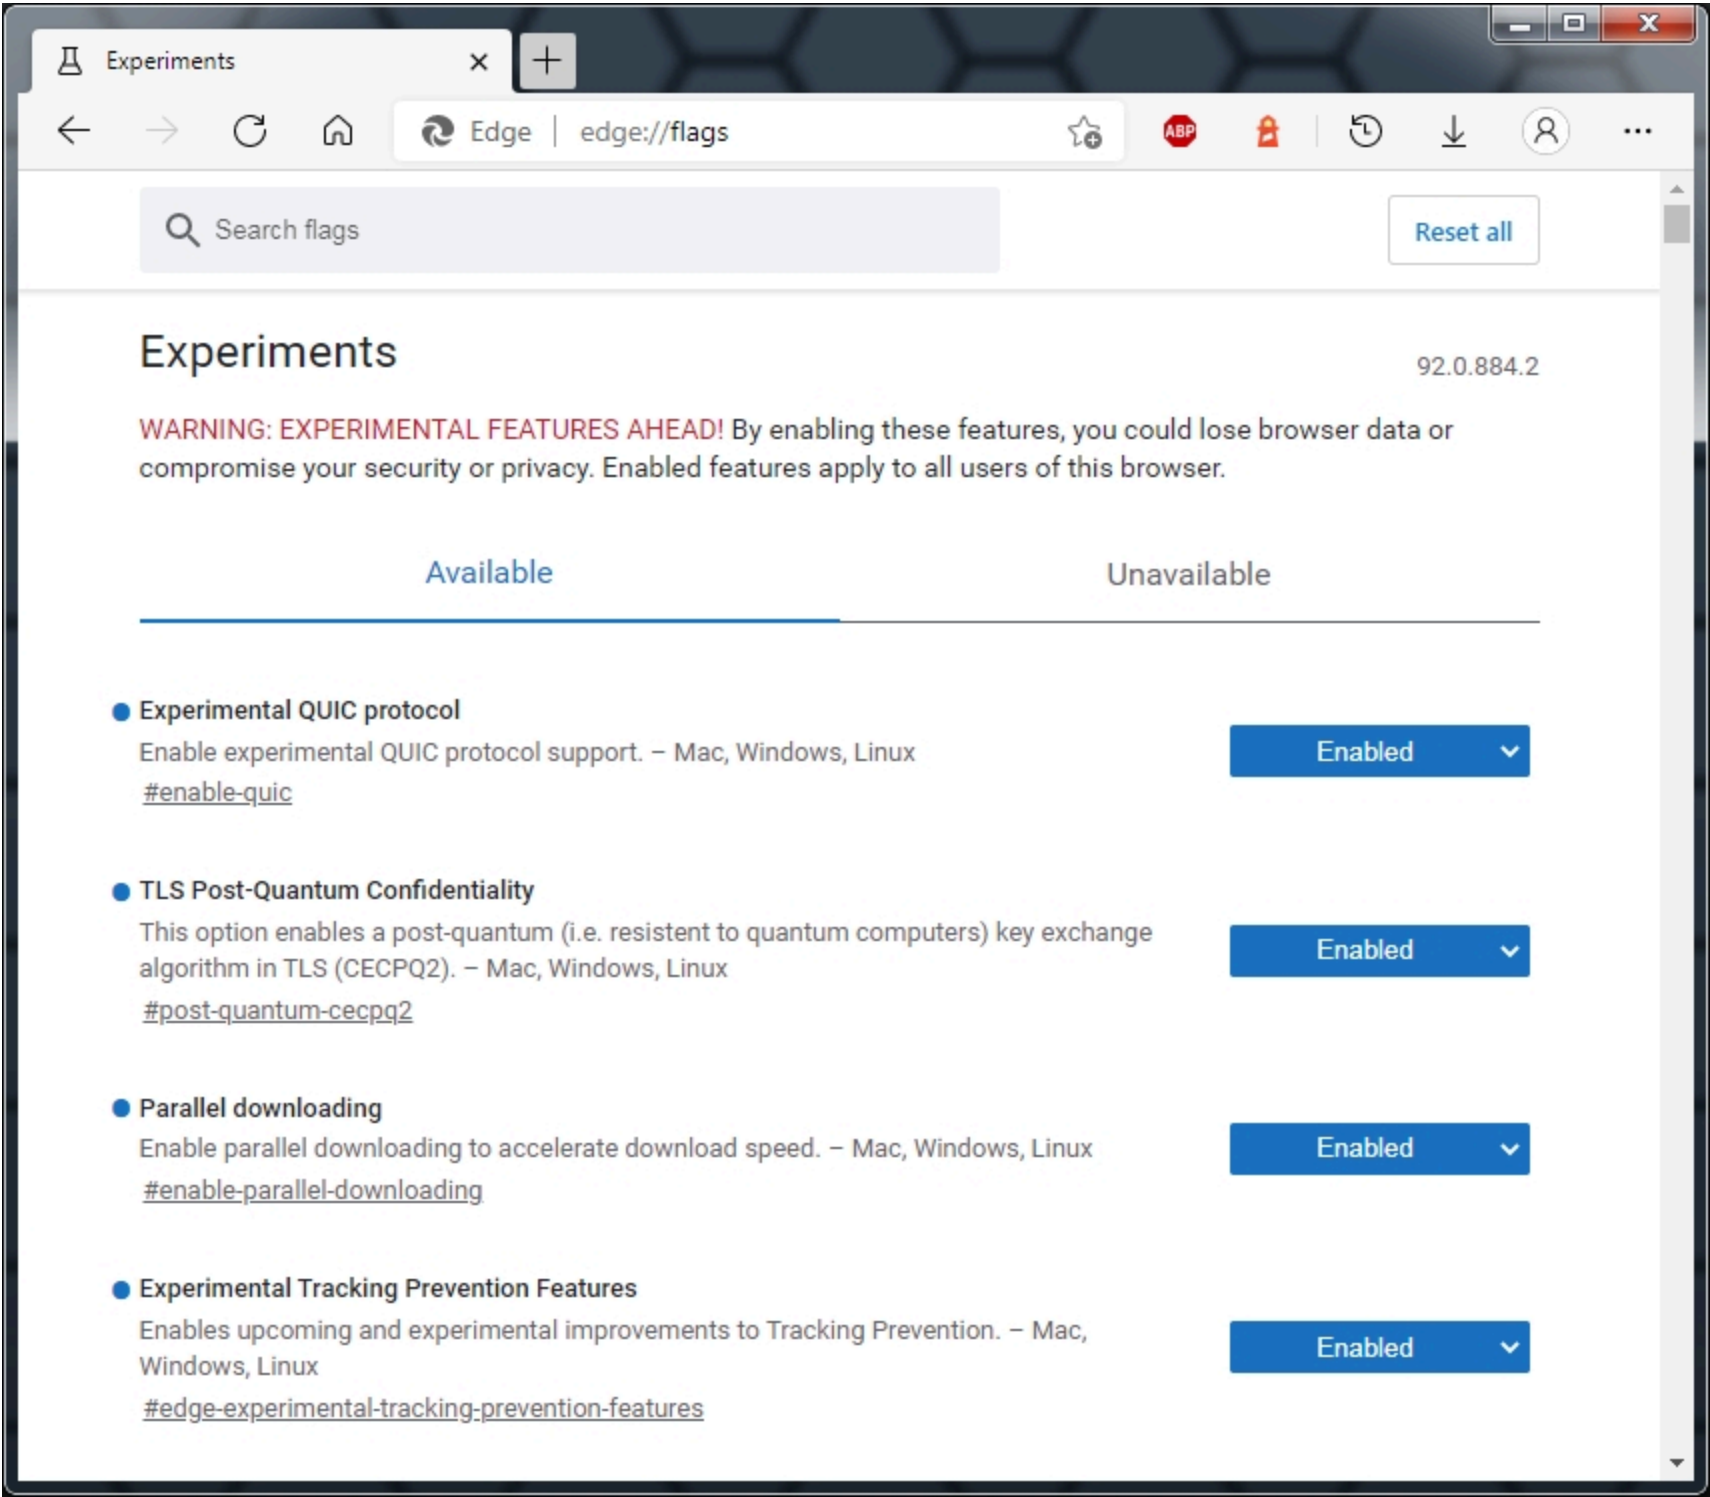 Experiments
Edge
edge://flags
ABP
Search flags
Reset all
Experiments
92.0.884.2
WARNING: EXPERIMENTAL FEATURES AHEAD! By enabling these features, you could lose browser data or
compromise your security or privacy. Enabled features apply to all users of this browser.
Available
Unavailable
Experimental QUIC protocol
Enable experimental QUIC protocol support. – Mac, Windows, Linux
#enable-quic
Enabled
TLS Post-Quantum Confidentiality
This option enables a post-quantum (i.e. resistent to quantum computers) key exchange
algorithm in TLS (CECPQ2). – Mac, Windows, Linux
#post-quantum-cecpq2
Enabled
Parallel downloading
Enable parallel downloading to accelerate download speed. – Mac, Windows, Linux
#enable-parallel-downloading
Enabled
Experimental Tracking Prevention Features
Enables upcoming and experimental improvements to Tracking Prevention. – Mac,
Windows, Linux
#edge-experimental-tracking-prevention-features
Enabled